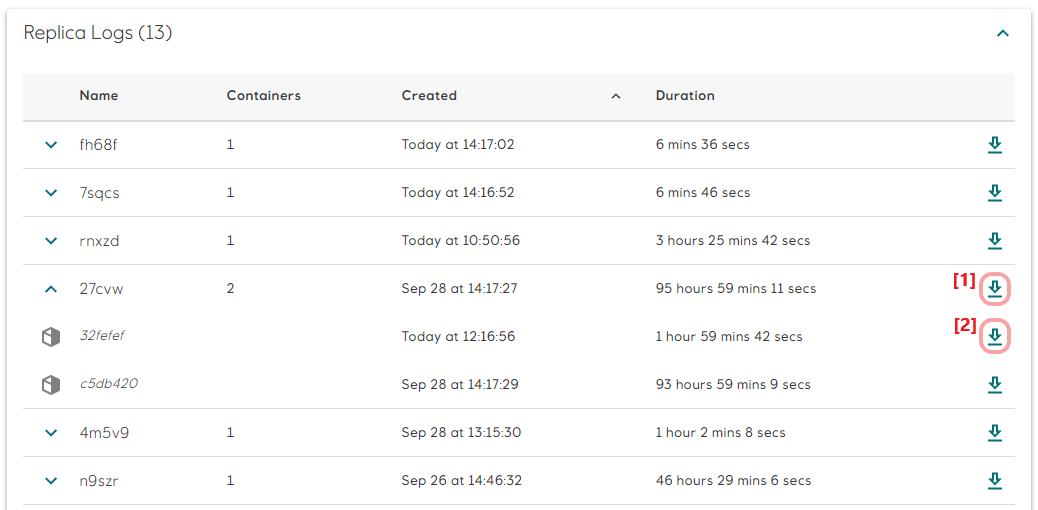 Replica Logs (13)
Name Containers Created Duration
fh68f 1 Today at 14:17:02 6 mins 36 secs
7sqcs 1 Today at 14:16:52 6 mins 46 secs
rnxzd 1 Today at 10:50:56 3 hours 25 mins 42 secs
27cvw 2 Sep 28 at 14:17:27 95 hours 59 mins 11 secs [1]
32fefef Today at 12:16:56 1 hour 59 mins 42 secs [2]
c5db420 Sep 28 at 14:17:29 93 hours 59 mins 9 secs
4m5v9 1 Sep 28 at 13:15:30 1 hour 2 mins 8 secs
n9szr 1 Sep 26 at 14:46:32 46 hours 29 mins 6 secs